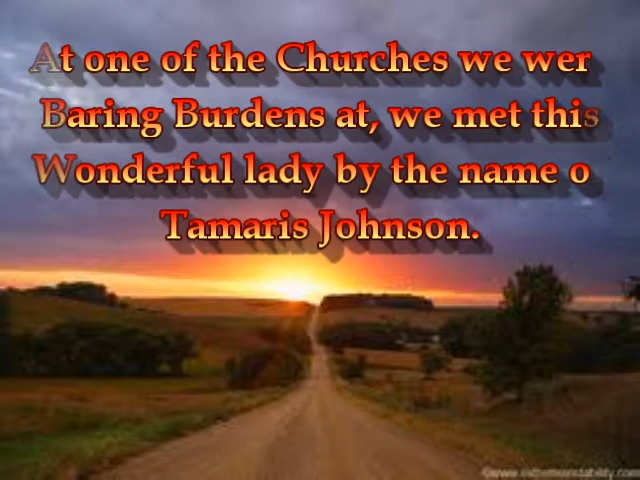 At one of the Churches we wer
Baring Burdens at, we met this
Wonderful lady by the name o
Tamaris Johnson.